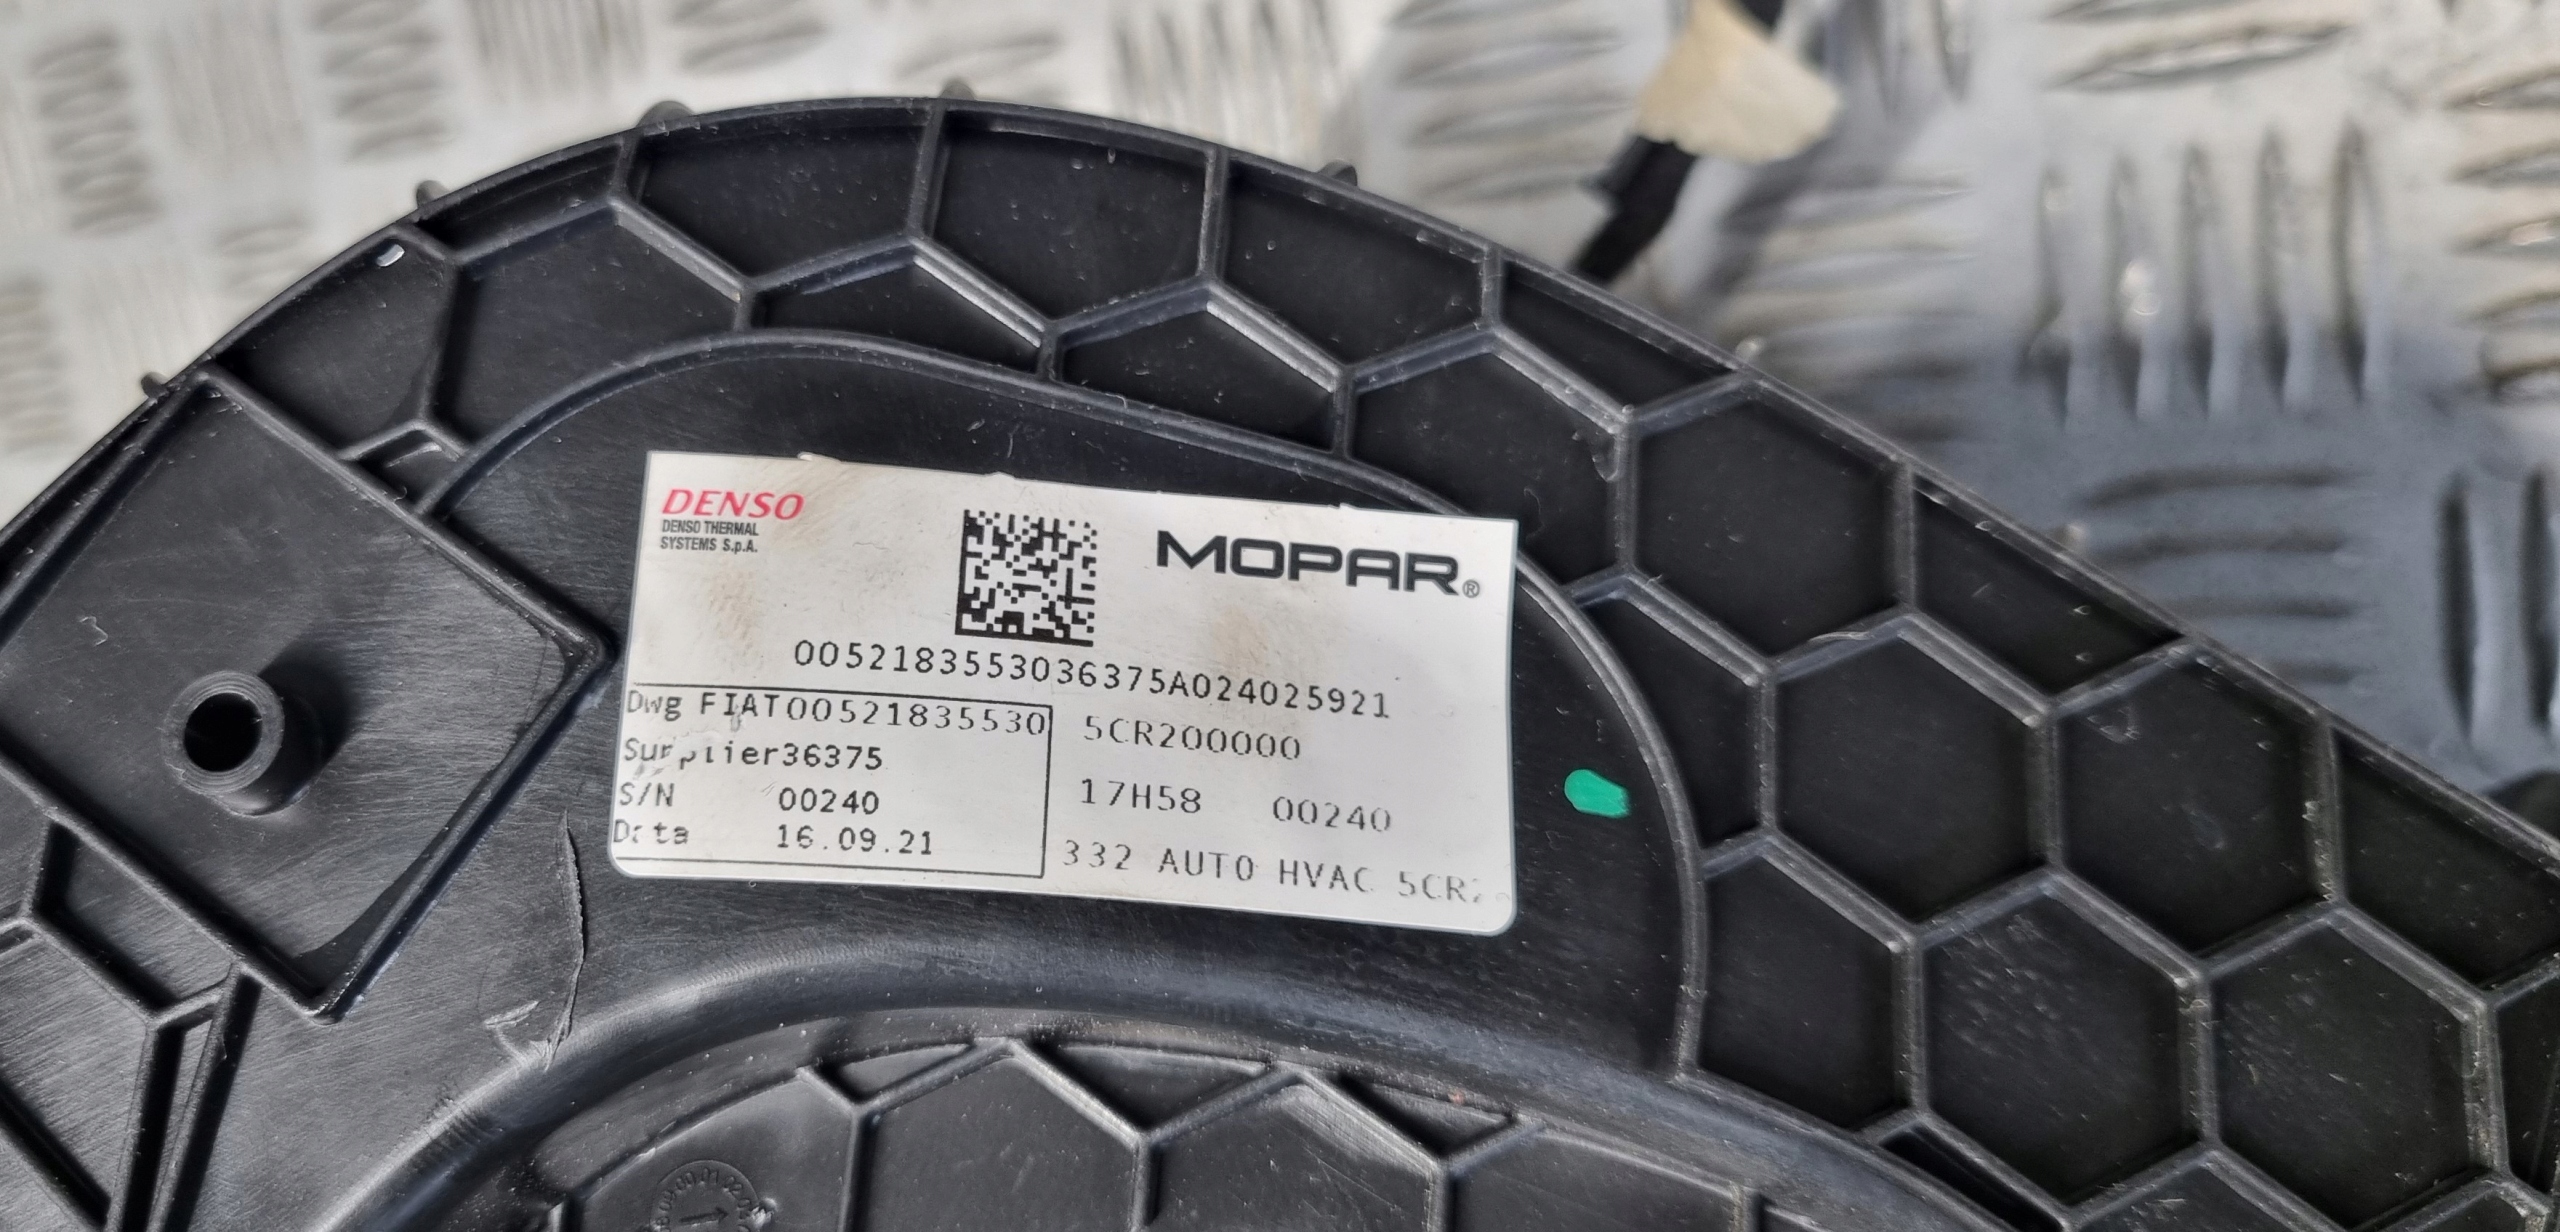 DENSO
DENSO THERMAL
SYSTEMS S.p.A.
MOPAR®
0052183553036375A024025921
Dwg FIAT00521835530
Supplier36375
S/N 00240
Data 16.09.21
5CR200000
17H58 00240
332 AUTO HVAC